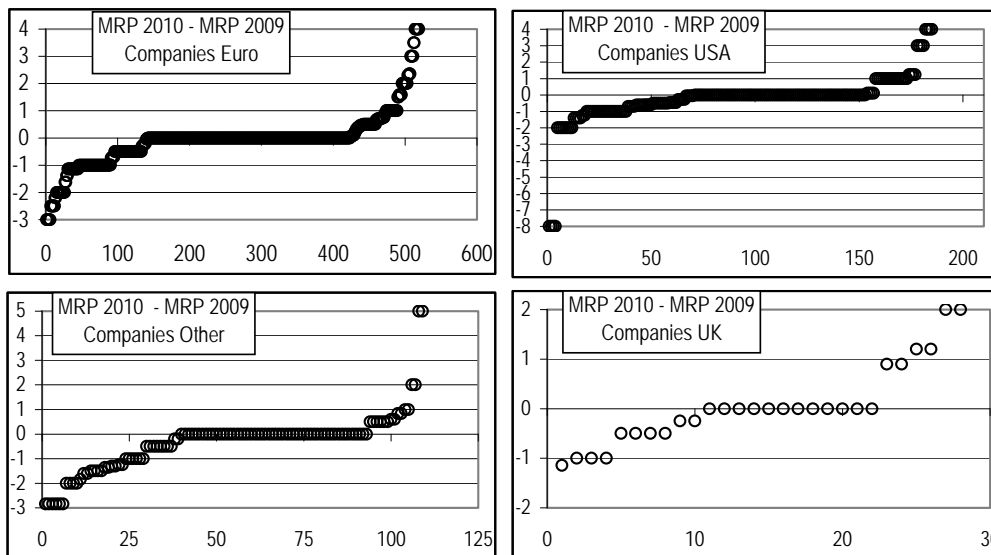 MRP 2010 - MRP 2009
Companies Euro
4
3
2
1
0
-1
-2
-3
0 100 200 300 400 500 600
MRP 2010 - MRP 2009
Companies USA
4
3
2
1
0
-1
-2
-3
-4
-5
-6
-7
-8
0 50 100 150 200
MRP 2010 - MRP 2009
Companies Other
5
4
3
2
1
0
-1
-2
-3
0 25 50 75 100 125
MRP 2010 - MRP 2009
Companies UK
2
1
0
-1
-2
0 10 20 30